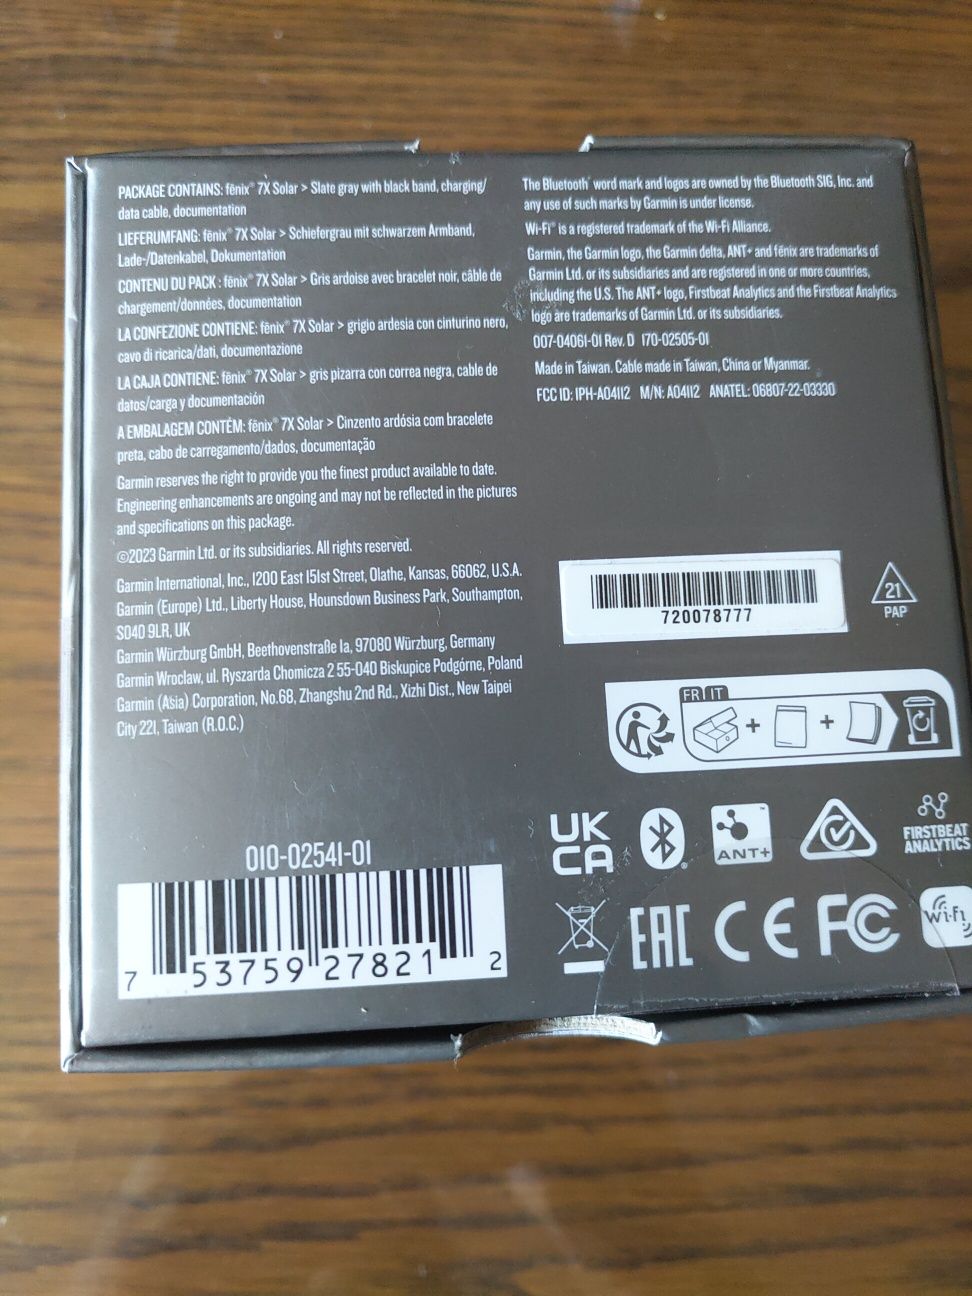 PACKAGE CONTAINS: fēnix® 7X Solar > Slate gray with black band, charging/
data cable, documentation
LIEFERUMFANG: fēnix® 7X Solar > Schiefergrau mit schwarzem Armband,
Lade-/Datenkabel, Dokumentation
CONTENU DU PACK : fēnix® 7X Solar > Gris ardoise avec bracelet noir, câble de
chargement/données, documentation
LA CONFEZIONE CONTIENE: fēnix® 7X Solar > grigio ardesia con cinturino nero,
cavo di ricarica/dati, documentazione
LA CAJA CONTIENE: fēnix® 7X Solar > gris pizarra con correa negra, cable de
datos/carga y documentación
A EMBALAGEM CONTÉM: fēnix® 7X Solar > Cinzento ardósia com bracelete
preta, cabo de carregamento/dados, documentação
Garmin reserves the right to provide you the finest product available to date.
Engineering enhancements are ongoing and may not be reflected in the pictures
and specifications on this package.
©2023 Garmin Ltd. or its subsidiaries. All rights reserved.
Garmin International, Inc., 1200 East 151st Street, Olathe, Kansas, 66062, U.S.A.
Garmin (Europe) Ltd., Liberty House, Hounsdown Business Park, Southampton,
SO40 9LR, UK
Garmin Würzburg GmbH, Beethovenstraße 1a, 97080 Würzburg, Germany
Garmin Wroclaw, ul. Ryszarda Chomicza 2 55-040 Biskupice Podgórne, Poland
Garmin (Asia) Corporation, No.68, Zhangshu 2nd Rd., Xizhi Dist., New Taipei
City 221, Taiwan (R.O.C.)
The Bluetooth® word mark and logos are owned by the Bluetooth SIG, Inc. and
any use of such marks by Garmin is under license.
Wi-Fi® is a registered trademark of the Wi-Fi Alliance.
Garmin, the Garmin logo, the Garmin delta, ANT+ and fēnix are trademarks of
Garmin Ltd. or its subsidiaries and are registered in one or more countries,
including the U.S. The ANT+ logo, Firstbeat Analytics and the Firstbeat Analytics
logo are trademarks of Garmin Ltd. or its subsidiaries.
007-04061-01 Rev. D 170-02505-01
Made in Taiwan. Cable made in Taiwan, China or Myanmar.
FCC ID: IPH-A04112 M/N: A04112 ANATEL: 06807-22-03330
720078777
21
PAP
FR IT
+ +
010-02541-01
7 53759 27821 2
UK
CA
ANT+™
FIRSTBEAT
ANALYTICS
EAC CE FC Wi-Fi